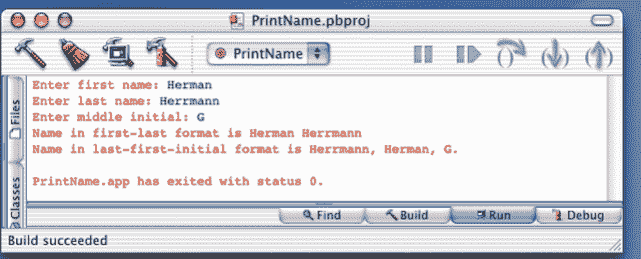 PrintName.pbproj
PrintName
Files
Classes
Enter first name: Herman
Enter last name: Herrmann
Enter middle initial: G
Name in first-last format is Herman Herrmann
Name in last-first-initial format is Herrmann, Herman, G.
PrintName.app has exited with status 0.
Find
Build
Run
Debug
Build succeeded